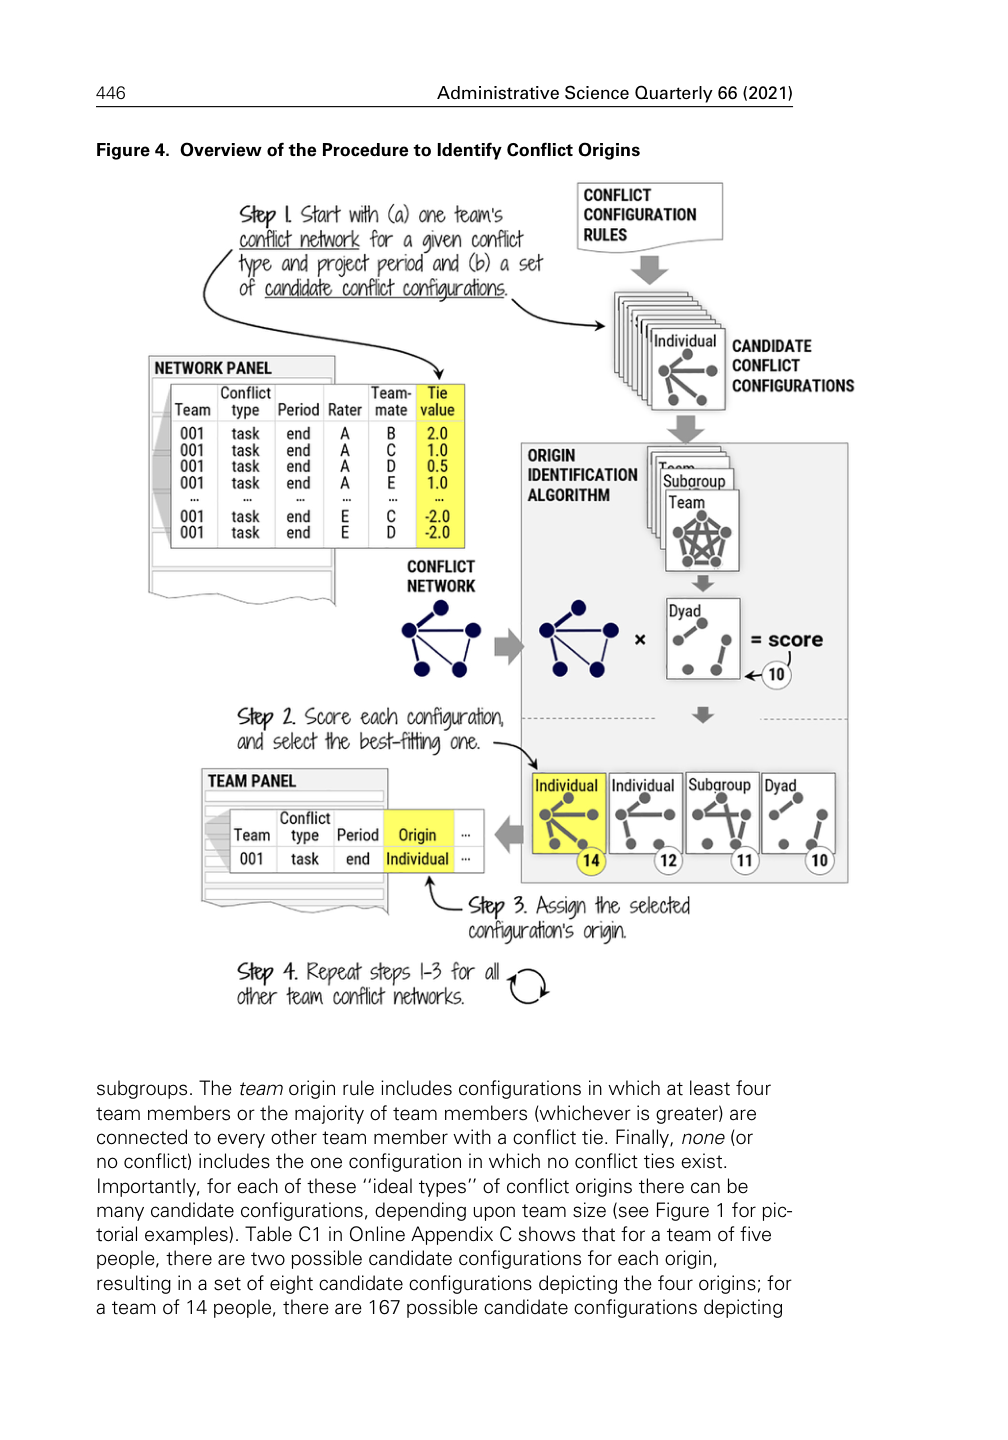 446
Administrative Science Quarterly 66 (2021)
Figure 4. Overview of the Procedure to Identify Conflict Origins
Step 1. Start with (a) one team's
conflict network for a given conflict
type and project period and (b) a set
of candidate conflict configurations.
CONFLICT
CONFIGURATION
RULES
Individual
CANDIDATE
CONFLICT
CONFIGURATIONS
NETWORK PANEL
Conflict Team- Tie
Team type Period Rater mate value
001 task end A B 2.0
001 task end A C 1.0
001 task end A D 0.5
001 task end A E 1.0
... ... ... ... ... ...
001 task end E C -2.0
001 task end E D -2.0
CONFLICT
NETWORK
ORIGIN
IDENTIFICATION
ALGORITHM
Team
Subgroup
Team
Dyad
× = score
10
Step 2. Score each configuration,
and select the best-fitting one.
Individual Individual Subgroup Dyad
14 12 11 10
TEAM PANEL
Conflict
Team type Period Origin ...
001 task end Individual ...
Step 3. Assign the selected
configuration's origin.
Step 4. Repeat steps 1-3 for all
other team conflict networks.
subgroups. The team origin rule includes configurations in which at least four
team members or the majority of team members (whichever is greater) are
connected to every other team member with a conflict tie. Finally, none (or
no conflict) includes the one configuration in which no conflict ties exist.
Importantly, for each of these ‘‘ideal types’’ of conflict origins there can be
many candidate configurations, depending upon team size (see Figure 1 for pic-
torial examples). Table C1 in Online Appendix C shows that for a team of five
people, there are two possible candidate configurations for each origin,
resulting in a set of eight candidate configurations depicting the four origins; for
a team of 14 people, there are 167 possible candidate configurations depicting